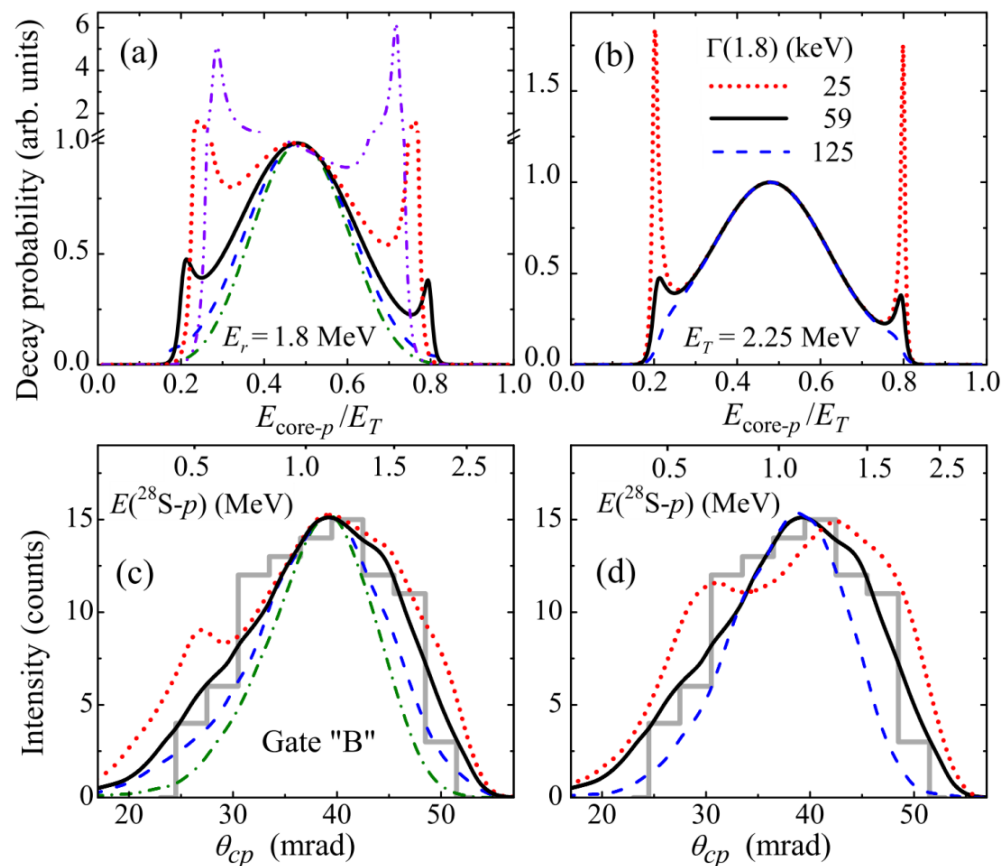 (a)
6
4
2
1.0
0.5
0.0
Decay probability (arb. units)
E_r = 1.8 MeV
0.0 0.2 0.4 0.6 0.8 1.0
E_core-p/E_T
(b)
Γ(1.8) (keV)
25
59
125
1.5
1.0
0.5
0.0
E_T = 2.25 MeV
0.0 0.2 0.4 0.6 0.8 1.0
E_core-p/E_T
0.5 1.0 1.5 2.5
E(²⁸S-p) (MeV)
(c)
15
10
5
0
Intensity (counts)
Gate "B"
20 30 40 50
θ_cp (mrad)
0.5 1.0 1.5 2.5
E(²⁸S-p) (MeV)
(d)
15
10
5
0
20 30 40 50
θ_cp (mrad)